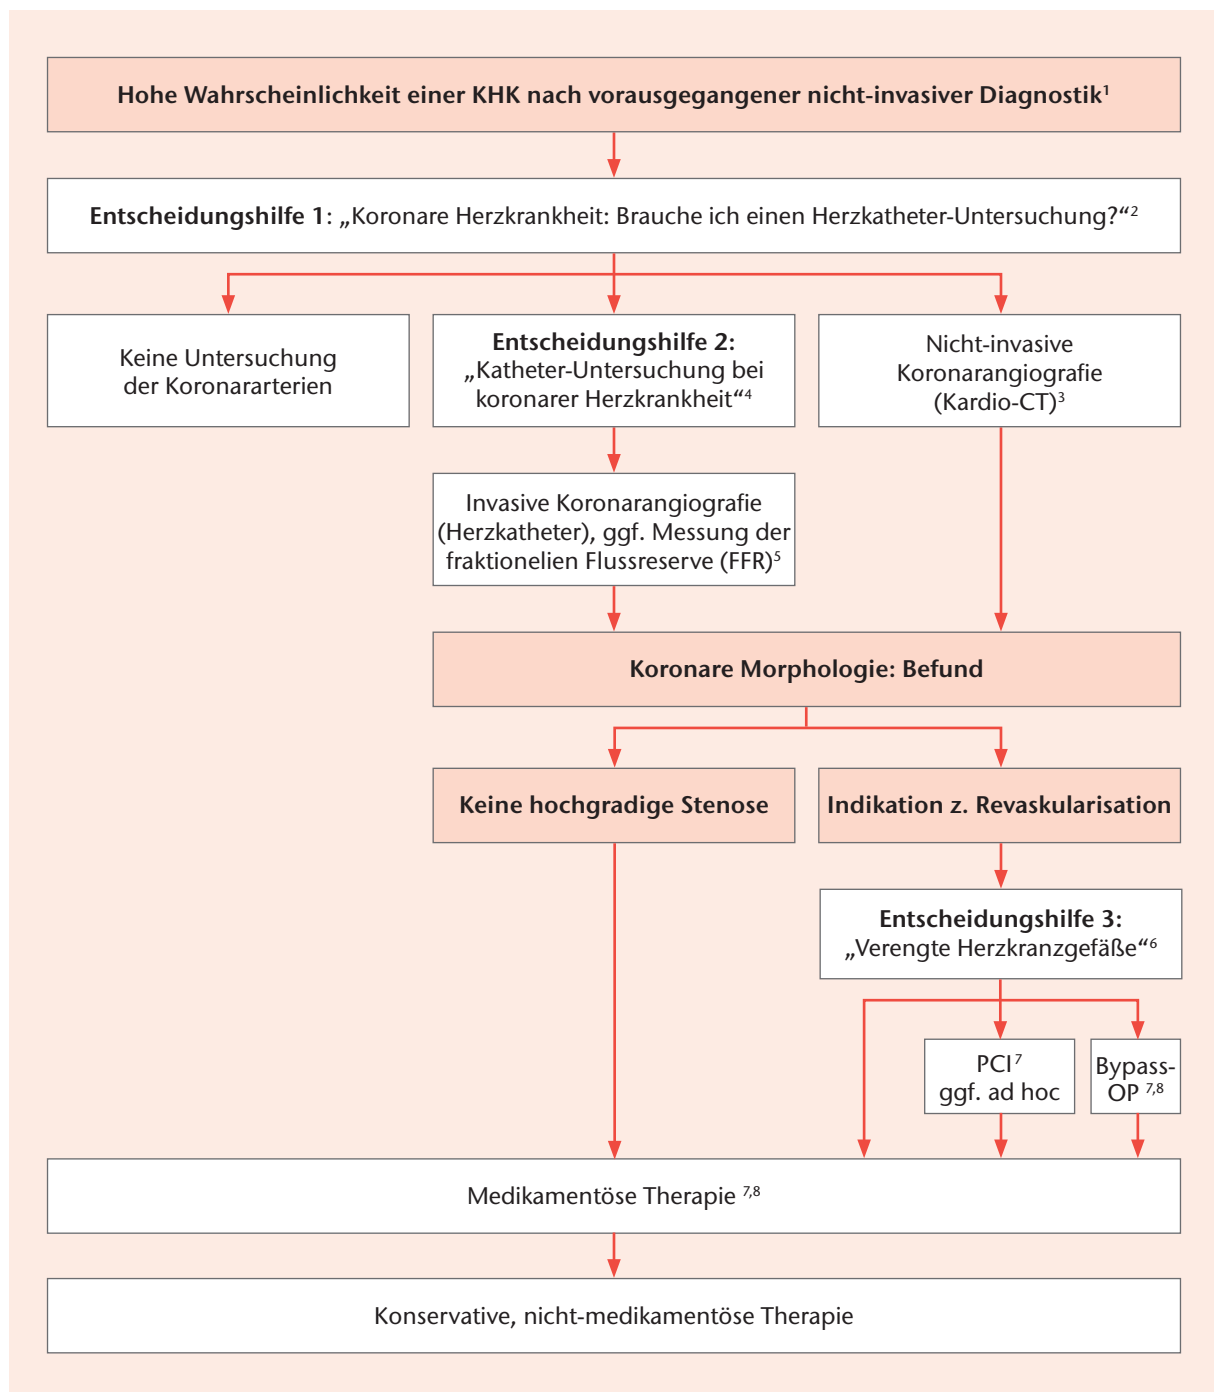 Hohe Wahrscheinlichkeit einer KHK nach vorausgegangener nicht-invasiver Diagnostik¹
Entscheidungshilfe 1: „Koronare Herzkrankheit: Brauche ich einen Herzkatheter-Untersuchung?“²
Keine Untersuchung
der Koronararterien
Entscheidungshilfe 2:
„Katheter-Untersuchung bei
koronarer Herzkrankheit“⁴
Nicht-invasive
Koronarangiografie
(Kardio-CT)³
Invasive Koronarangiografie
(Herzkatheter), ggf. Messung der
fraktionelien Flussreserve (FFR)⁵
Koronare Morphologie: Befund
Keine hochgradige Stenose
Indikation z. Revaskularisation
Entscheidungshilfe 3:
„Verengte Herzkranzgefäße“⁶
PCI⁷
ggf. ad hoc
Bypass-
OP ⁷,⁸
Medikamentöse Therapie ⁷,⁸
Konservative, nicht-medikamentöse Therapie